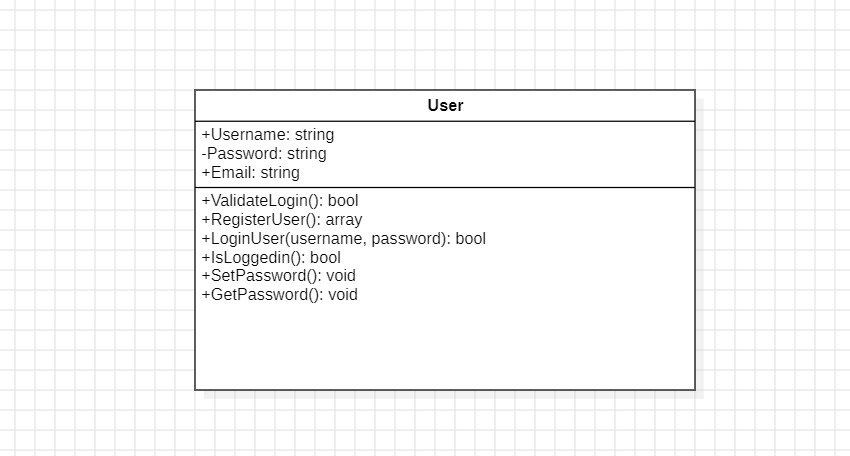 User
+Username: string
-Password: string
+Email: string
+ValidateLogin(): bool
+RegisterUser(): array
+LoginUser(username, password): bool
+IsLoggedin(): bool
+SetPassword(): void
+GetPassword(): void